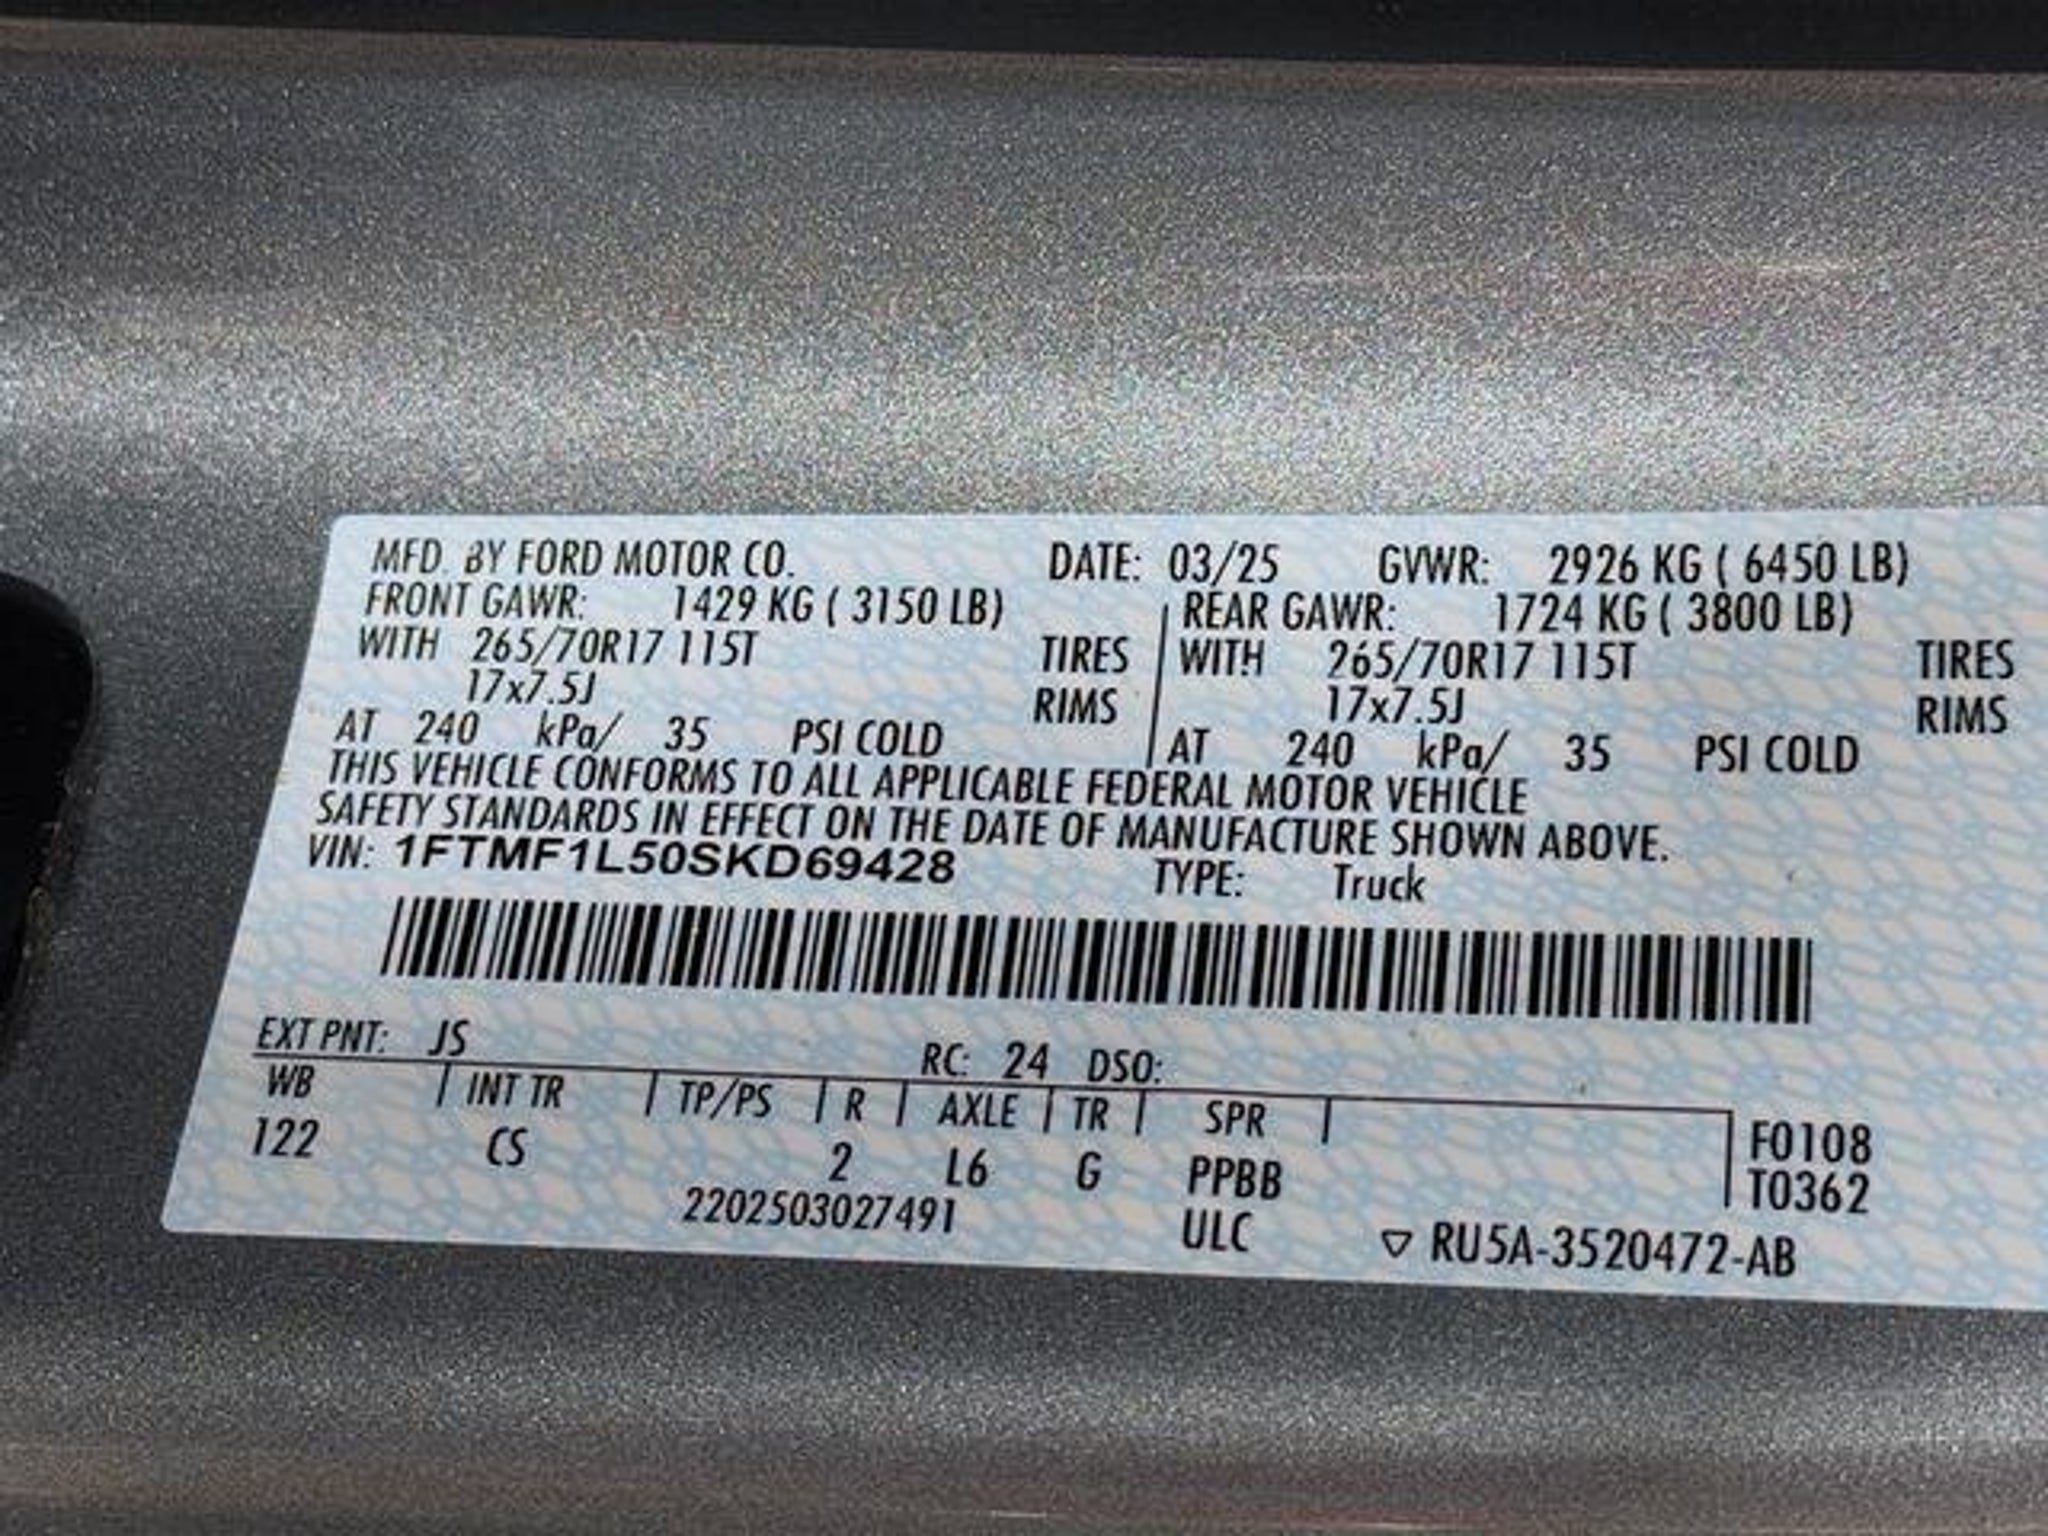 MFD. BY FORD MOTOR CO. DATE: 03/25 GVWR: 2926 KG ( 6450 LB)
FRONT GAWR: 1429 KG ( 3150 LB) REAR GAWR: 1724 KG ( 3800 LB)
WITH 265/70R17 115T TIRES WITH 265/70R17 115T TIRES
17x7.5J RIMS 17x7.5J RIMS
AT 240 kPa/ 35 PSI COLD AT 240 kPa/ 35 PSI COLD
THIS VEHICLE CONFORMS TO ALL APPLICABLE FEDERAL MOTOR VEHICLE
SAFETY STANDARDS IN EFFECT ON THE DATE OF MANUFACTURE SHOWN ABOVE.
VIN: 1FTMF1L50SKD69428 TYPE: Truck
EXT PNT: JS RC: 24 DSO:
WB INT TR TP/PS R AXLE TR SPR
122 CS 2 L6 G PPBB F0108
T0362
2202503027491 ULC ▽ RU5A-3520472-AB